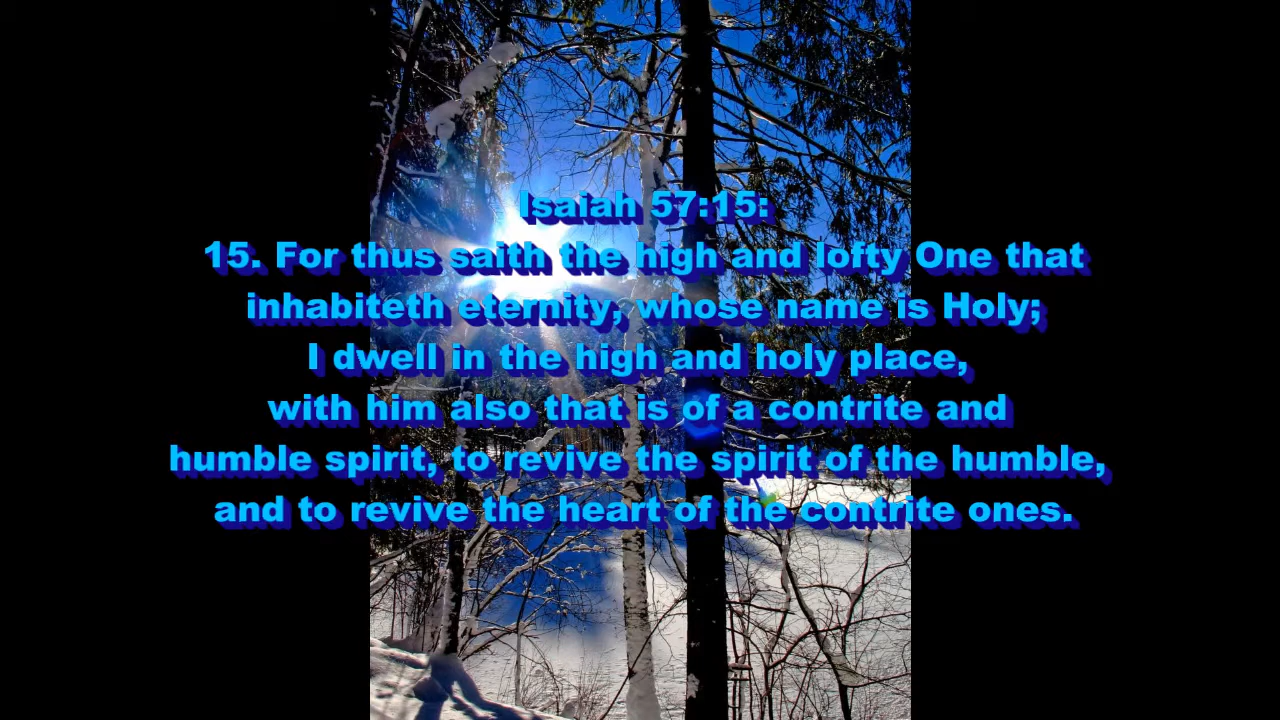 Isaiah 57:15:
15. For thus saith the high and lofty One that
inhabiteth eternity, whose name is Holy;
I dwell in the high and holy place,
with him also that is of a contrite and
humble spirit, to revive the spirit of the humble,
and to revive the heart of the contrite ones.